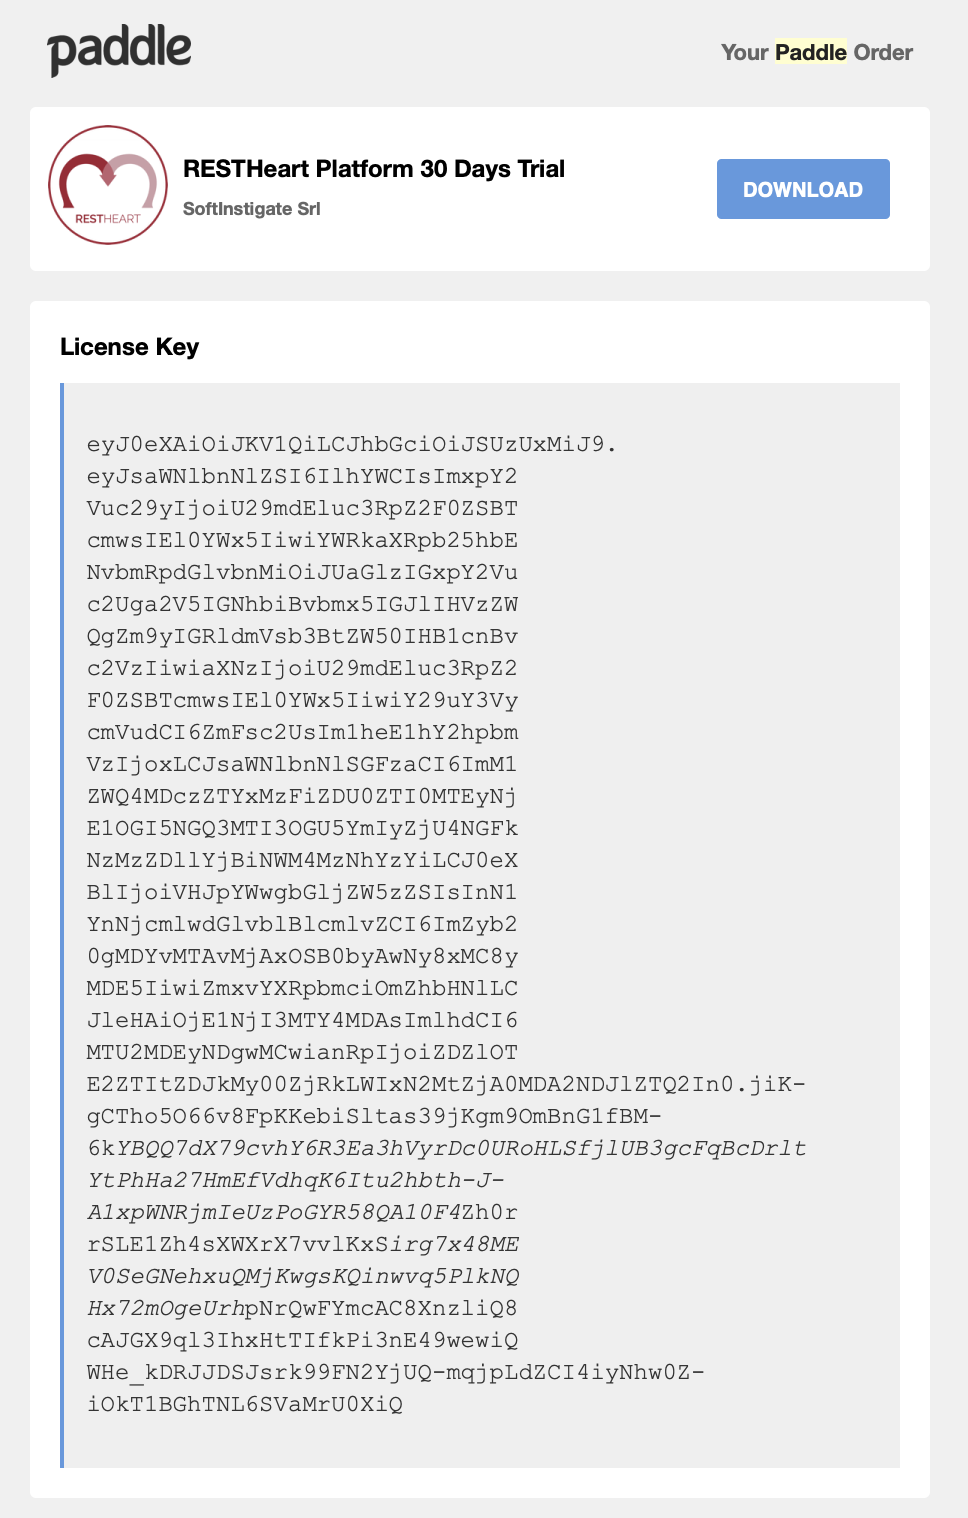 paddle
Your Paddle Order
RESTHeart Platform 30 Days Trial
SoftInstigate Srl
DOWNLOAD
RESTHEART
License Key
eyJ0eXAiOiJKV1QiLCJhbGciOiJSUzUxMiJ9.
eyJsaWNlbnNlZSI6IlhYWCIsImxpY2
Vuc29yIjoiU29mdEluc3RpZ2F0ZSBT
cmwsIEl0YWx5IiwiYWRkaXRpb25hbE
NvbmRpdGlvbnMiOiJUaGlzIGxpY2Vu
c2Uga2V5IGNhbiBvbmx5IGJlIHVzZW
QgZm9yIGRldmVsb3BtZW50IHB1cnBv
c2VzIiwiaXNzIjoiU29mdEluc3RpZ2
F0ZSBTcmwsIEl0YWx5IiwiY29uY3Vy
cmVudCI6ZmFsc2UsIm1heE1hY2hpbm
VzIjoxLCJsaWNlbnNlSGFzaCI6ImM1
ZWQ4MDczZTYxMzFiZDU0ZTI0MTEyNj
E1OGI5NGQ3MTI3OGU5YmIyZjU4NGFk
NzMzZDllYjBiNWM4MzNhYzYiLCJ0eX
BlIjoiVHJpYWwgbGljZW5zZSIsInN1
YnNjcmlwdGlvblBlcmlvZCI6ImZyb2
0gMDYvMTAvMjAxOSB0byAwNy8xMC8y
MDE5IiwiZmxvYXRpbmciOmZhbHNlLC
JleHAiOjE1NjI3MTY4MDAsImlhdCI6
MTU2MDEyNDgwMCwianRpIjoiZDZlOT
E2ZTItZDJkMy00ZjRkLWIxN2MtZjA0MDA2NDJlZTQ2In0.jiK-
gCTho5O66v8FpKKebiSltas39jKgm9OmBnG1fBM-
6kYBQQ7dX79cvhY6R3Ea3hVyrDc0URoHLSfjlUB3gcFqBcDrlt
YtPhHa27HmEfVdhqK6Itu2hbth-J-
A1xpWNRjmIeUzPoGYR58QA10F4Zh0r
rSLE1Zh4sXWXrX7vvlKxSirg7x48ME
V0SeGNehxuQMjKwgsKQinwvq5PlkNQ
Hx72mOgeUrhpNrQwFYmcAC8XnzliQ8
cAJGX9ql3IhxHtTIfkPi3nE49wewiQ
WHe_kDRJJDSJsrk99FN2YjUQ-mqjpLdZCI4iyNhw0Z-
iOkT1BGhTNL6SVaMrU0XiQ